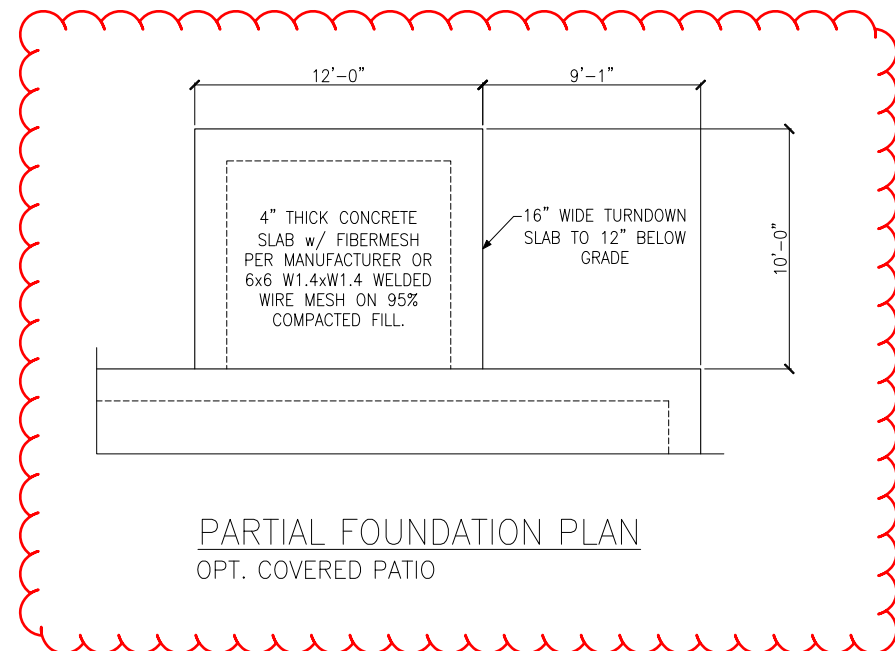 12'-0"
9'-1"
4" THICK CONCRETE
SLAB w/ FIBERMESH
PER MANUFACTURER OR
6x6 W1.4xW1.4 WELDED
WIRE MESH ON 95%
COMPACTED FILL.
16" WIDE TURNDOWN
SLAB TO 12" BELOW
GRADE
10'-0"
PARTIAL FOUNDATION PLAN
OPT. COVERED PATIO